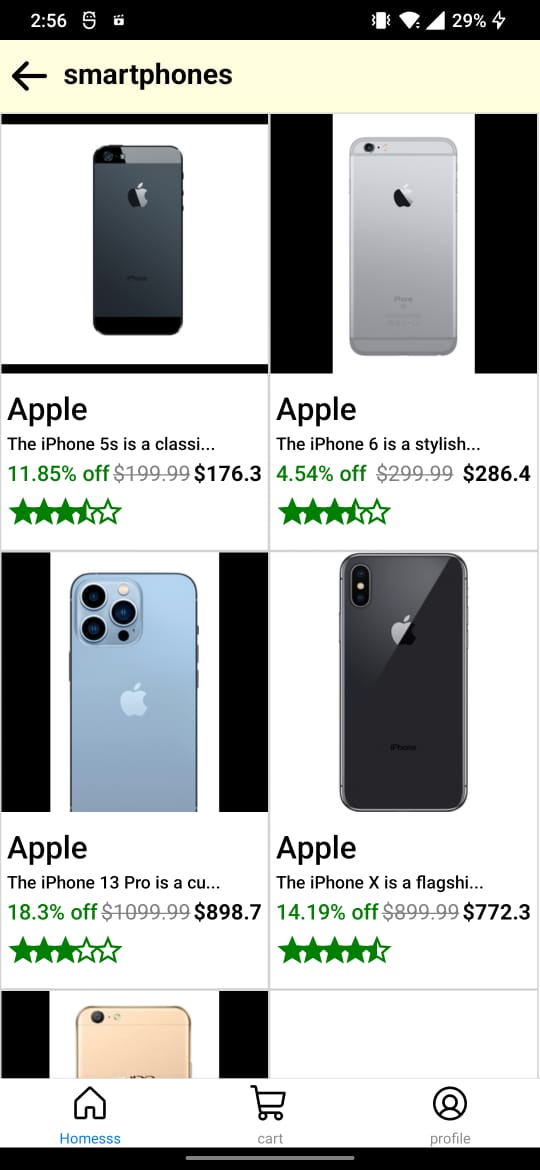 2:56
29%
smartphones
Apple
The iPhone 5s is a classi...
11.85% off $199.99 $176.3
Apple
The iPhone 6 is a stylish...
4.54% off $299.99 $286.4
iPhone
iPhone
Apple
The iPhone 13 Pro is a cu...
18.3% off $1099.99 $898.7
iPhone
Apple
The iPhone X is a flagshi...
14.19% off $899.99 $772.3
Homesss
cart
profile